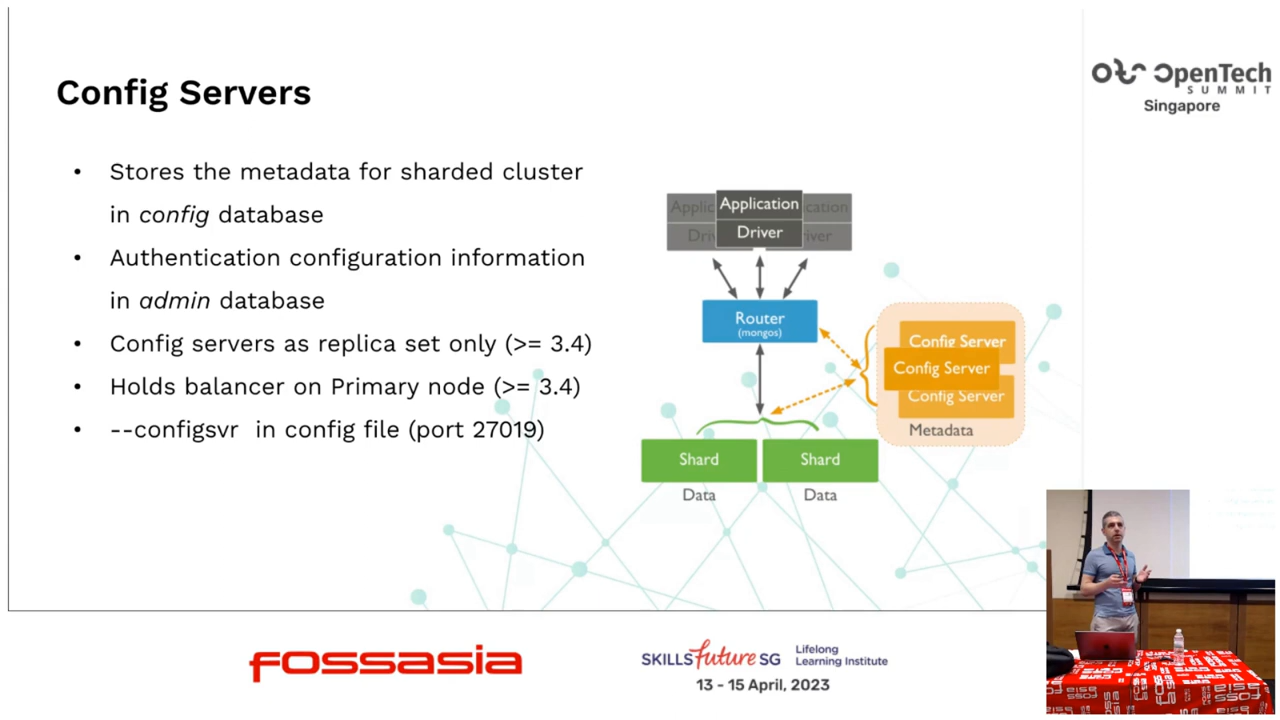 Config Servers
• Stores the metadata for sharded cluster
in config database
• Authentication configuration information
in admin database
• Config servers as replica set only (>= 3.4)
• Holds balancer on Primary node (>= 3.4)
• --configsvr in config file (port 27019)
OpenTech
SUMMIT
Singapore
Application
Driver
Router
(mongos)
Config Server
Config Server
Config Server
Metadata
Shard
Shard
Data
Data
fossasia
SKILLSfuture SG
Lifelong
Learning Institute
13 - 15 April, 2023